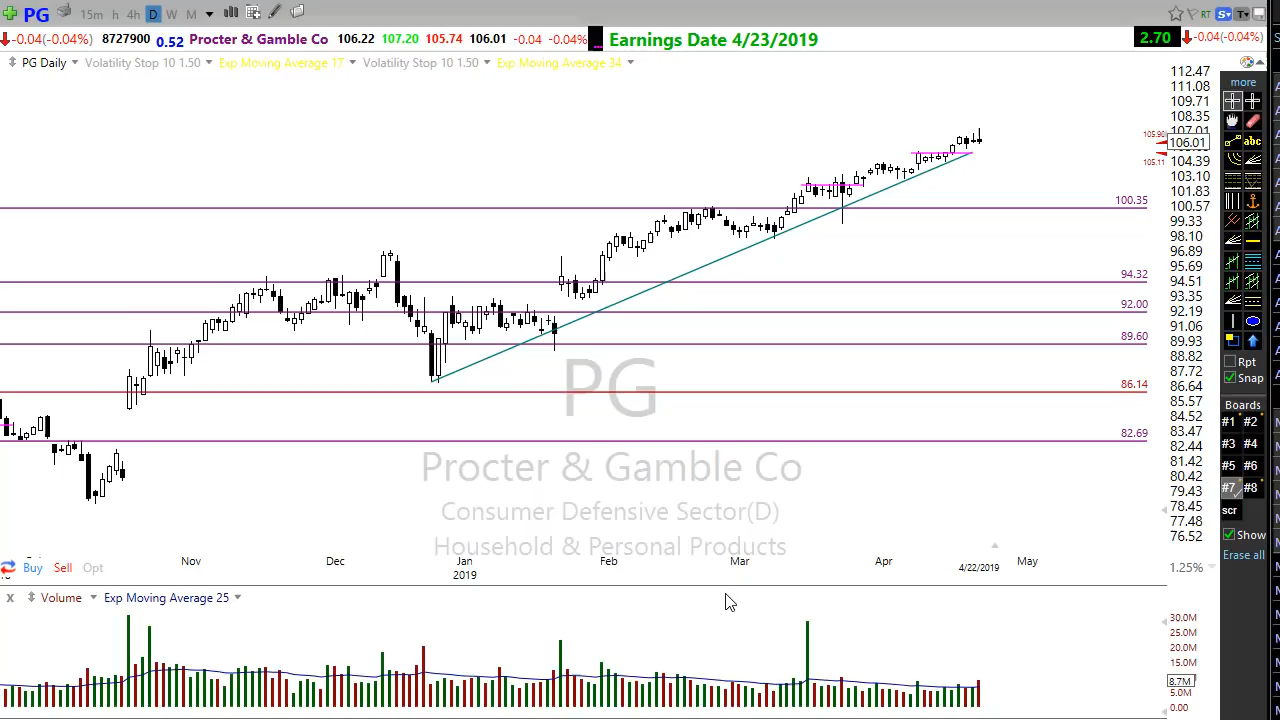 PG 15m h 4h D W M RT S T
-0.04(-0.04%) 8727900 0.52 Procter & Gamble Co 106.22 107.20 105.74 106.01 -0.04 -0.04% Earnings Date 4/23/2019 2.70 -0.04(-0.04%)
PG Daily Volatility Stop 10 1.50 Exp Moving Average 17 Volatility Stop 10 1.50 Exp Moving Average 34
112.47
111.08
109.71
108.35
107.01
105.90
106.01
105.11
104.39
103.10
101.83
100.57
99.33
98.10
96.89
95.69
94.51
93.35
92.19
91.06
89.93
88.82
87.72
86.64
85.57
84.52
83.47
82.44
81.42
80.42
79.43
78.45
77.48
76.52
1.25%
100.35
94.32
92.00
89.60
86.14
82.69
PG
Procter & Gamble Co
Consumer Defensive Sector(D)
Household & Personal Products
Nov Dec Jan Feb Mar Apr May
2019 4/22/2019
Buy Sell Opt
x Volume Exp Moving Average 25
30.0M
25.0M
20.0M
15.0M
8.7M
5.0M
0.00
more
abc
Rpt
Snap
Boards
#1 #2
#3 #4
#5 #6
#7 #8
scr
Show
Erase all